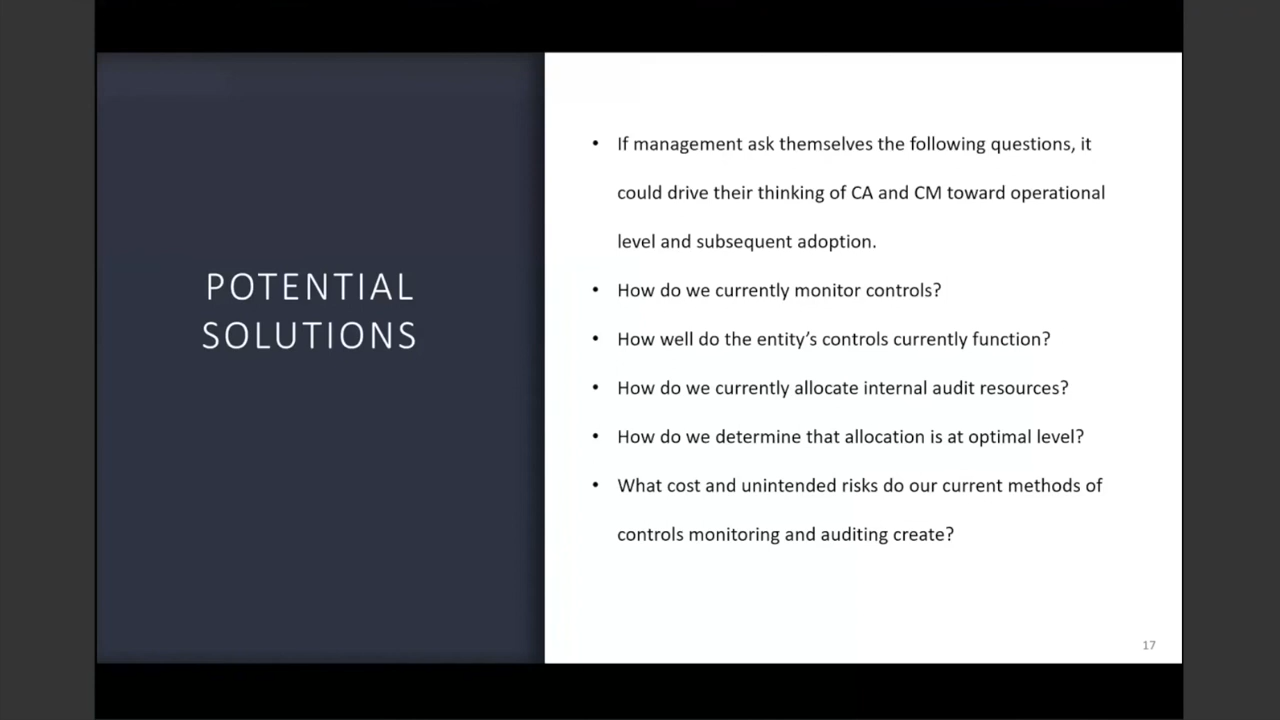 POTENTIAL
SOLUTIONS
• If management ask themselves the following questions, it
could drive their thinking of CA and CM toward operational
level and subsequent adoption.
• How do we currently monitor controls?
• How well do the entity’s controls currently function?
• How do we currently allocate internal audit resources?
• How do we determine that allocation is at optimal level?
• What cost and unintended risks do our current methods of
controls monitoring and auditing create?
17